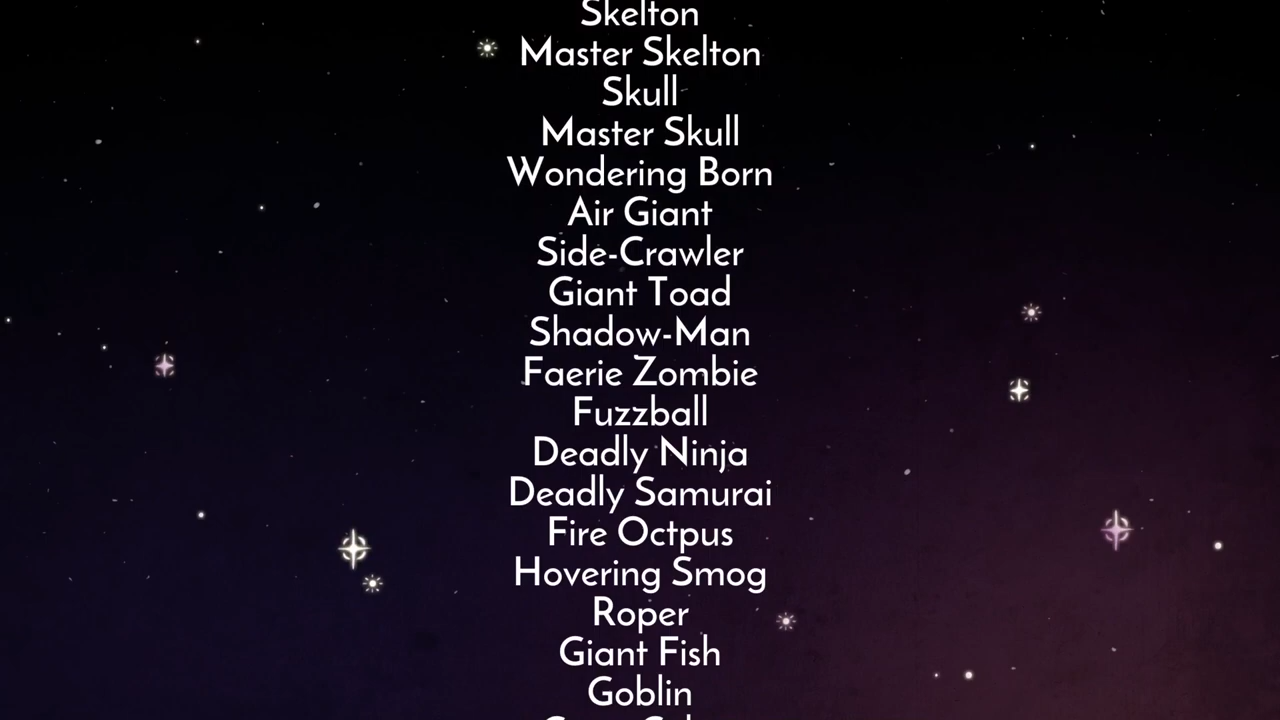 Skelton
Master Skelton
Skull
Master Skull
Wondering Born
Air Giant
Side-Crawler
Giant Toad
Shadow-Man
Faerie Zombie
Fuzzball
Deadly Ninja
Deadly Samurai
Fire Octpus
Hovering Smog
Roper
Giant Fish
Goblin